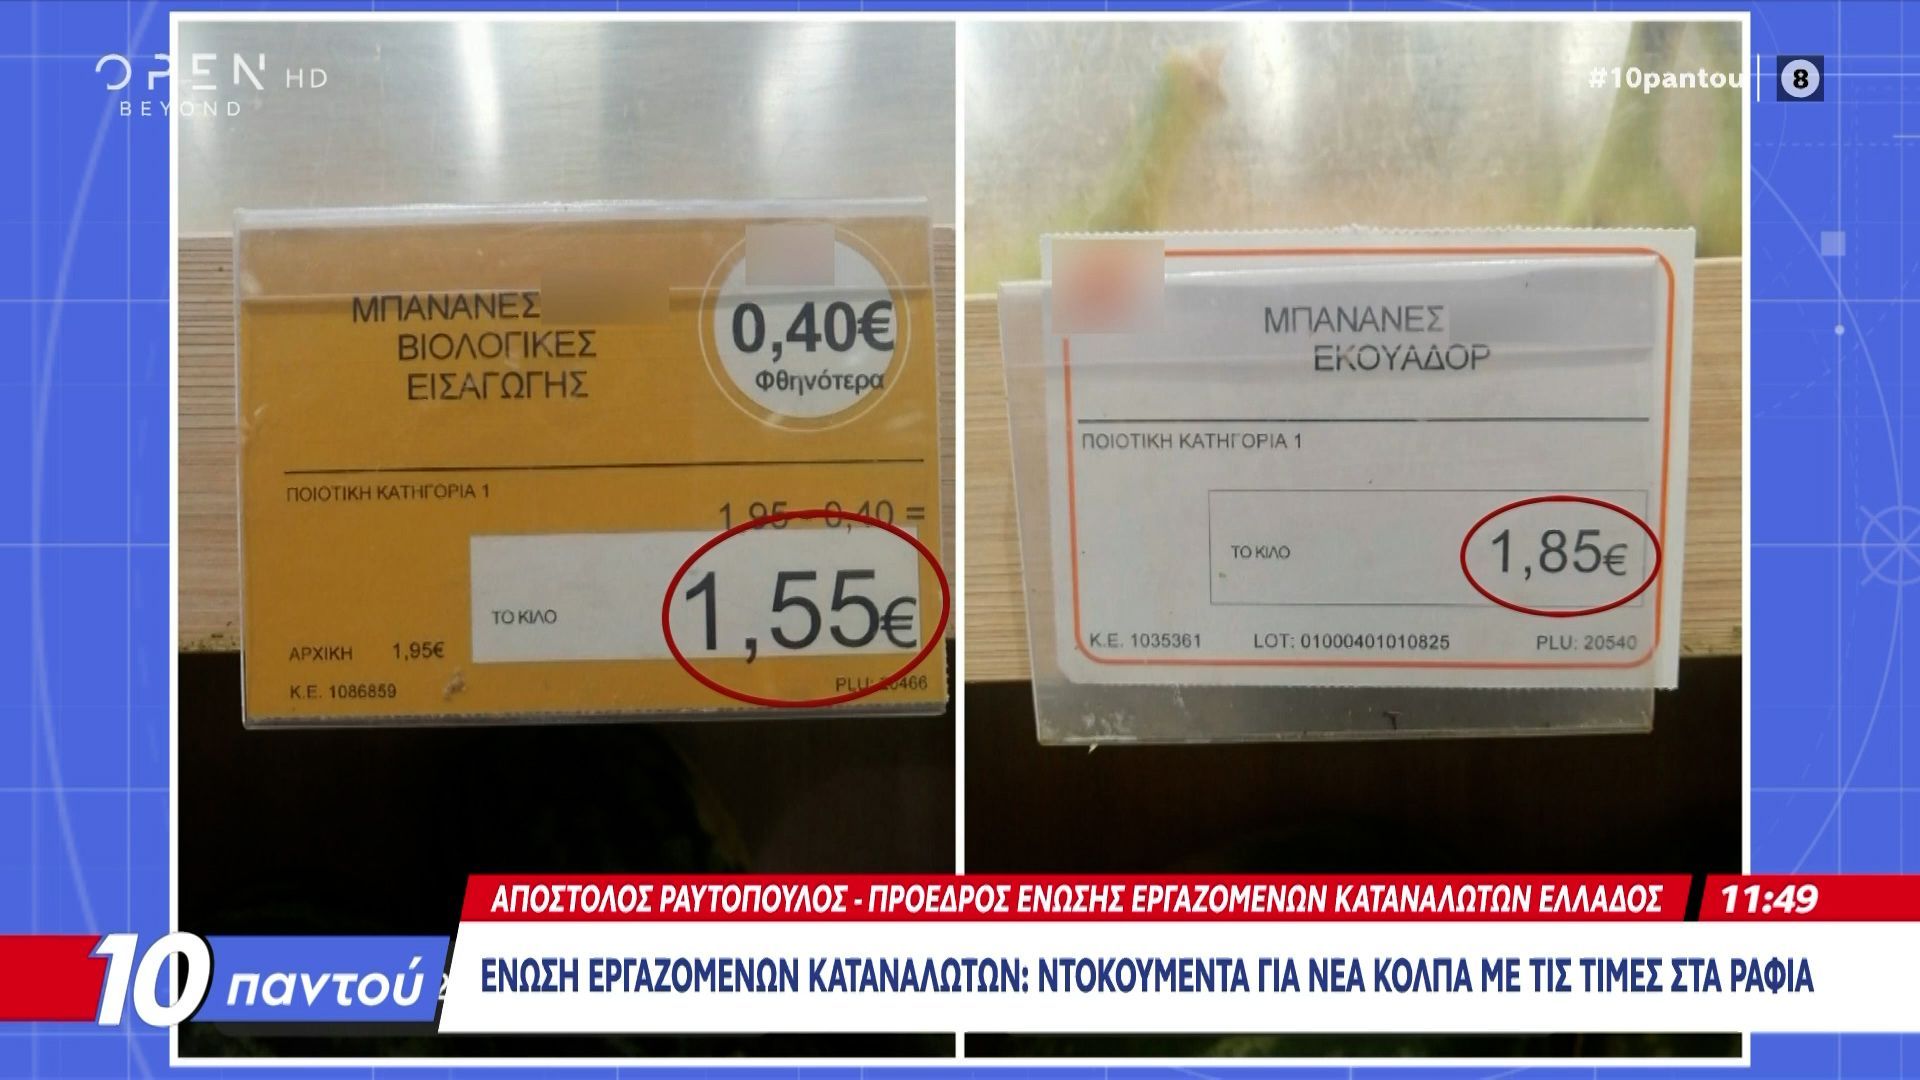 OPEN HD
BEYOND
#10pantou
8
ΜΠΑΝΑΝΕΣ
ΒΙΟΛΟΓΙΚΕΣ
ΕΙΣΑΓΩΓΗΣ
0,40€
Φθηνότερα
ΠΟΙΟΤΙΚΗ ΚΑΤΗΓΟΡΙΑ 1
1,95 - 0,40 =
ΤΟ ΚΙΛΟ
1,55€
ΑΡΧΙΚΗ 1,95€
Κ.Ε. 1086859
PLU: 20466
ΜΠΑΝΑΝΕΣ
ΕΚΟΥΑΔΟΡ
ΠΟΙΟΤΙΚΗ ΚΑΤΗΓΟΡΙΑ 1
ΤΟ ΚΙΛΟ
1,85€
Κ.Ε. 1035361 LOT: 01000401010825 PLU: 20540
ΑΠΟΣΤΟΛΟΣ ΡΑΥΤΟΠΟΥΛΟΣ - ΠΡΟΕΔΡΟΣ ΕΝΩΣΗΣ ΕΡΓΑΖΟΜΕΝΩΝ ΚΑΤΑΝΑΛΩΤΩΝ ΕΛΛΑΔΟΣ
11:49
10 παντού
ΕΝΩΣΗ ΕΡΓΑΖΟΜΕΝΩΝ ΚΑΤΑΝΑΛΩΤΩΝ: ΝΤΟΚΟΥΜΕΝΤΑ ΓΙΑ ΝΕΑ ΚΟΛΠΑ ΜΕ ΤΙΣ ΤΙΜΕΣ ΣΤΑ ΡΑΦΙΑ